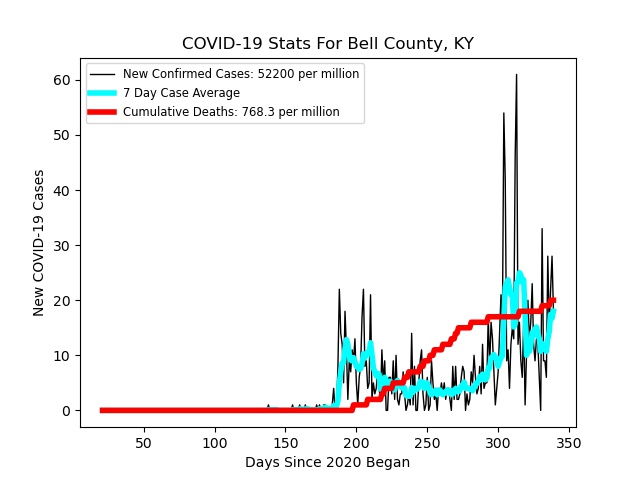 COVID-19 Stats For Bell County, KY
New Confirmed Cases: 52200 per million
7 Day Case Average
Cumulative Deaths: 768.3 per million
New COVID-19 Cases
60
50
40
30
20
10
0
50 100 150 200 250 300 350
Days Since 2020 Began